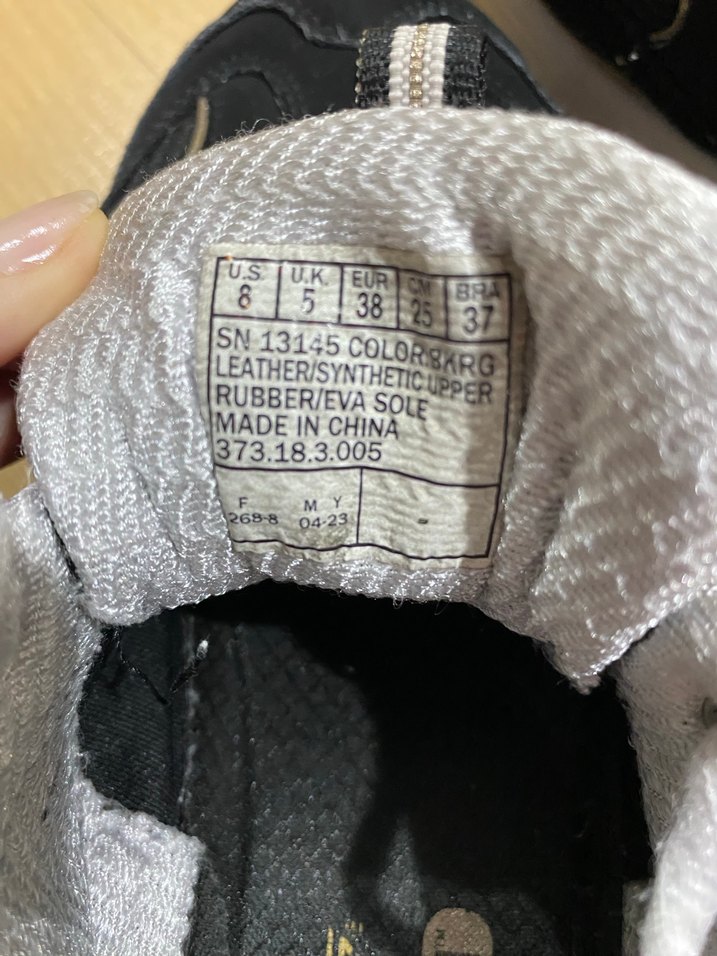 U.S. U.K. EUR CM BRA
8 5 38 25 37
SN 13145 COLOR:BKRG
LEATHER/SYNTHETIC UPPER
RUBBER/EVA SOLE
MADE IN CHINA
373.18.3.005
F M Y
268-8 04-23 -